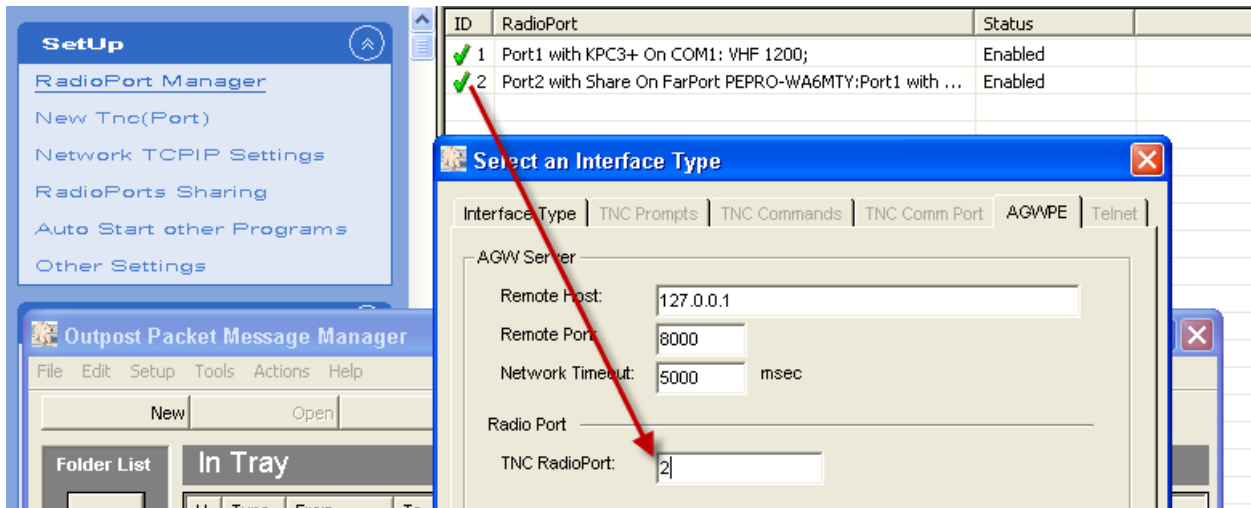 SetUp
RadioPort Manager
New Tnc(Port)
Network TCPIP Settings
RadioPorts Sharing
Auto Start other Programs
Other Settings
ID RadioPort Status
1 Port1 with KPC3+ On COM1: VHF 1200; Enabled
2 Port2 with Share On FarPort PEPRO-WA6MTY:Port1 with ... Enabled
Select an Interface Type
Interface Type TNC Prompts TNC Commands TNC Comm Port AGWPE Telnet
AGW Server
Remote Host: 127.0.0.1
Remote Port: 8000
Network Timeout: 5000 msec
Radio Port
TNC RadioPort: 2
Outpost Packet Message Manager
File Edit Setup Tools Actions Help
New Open
Folder List
In Tray